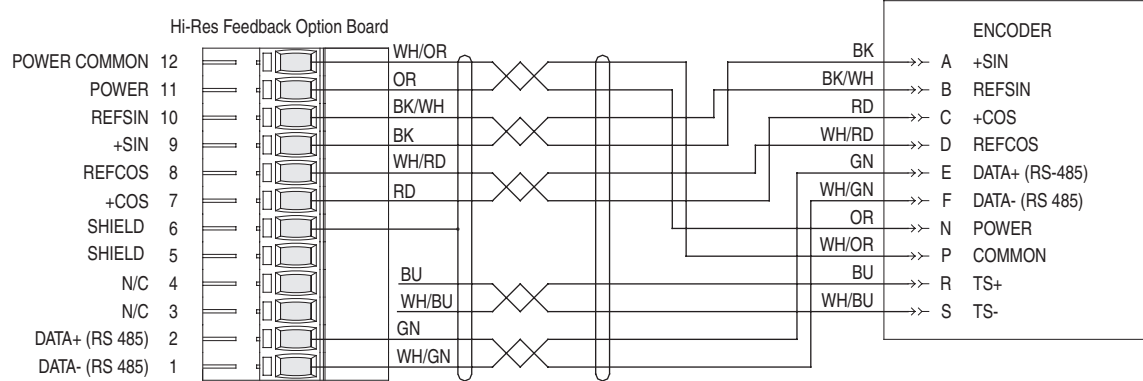 Hi-Res Feedback Option Board
POWER COMMON 12
POWER 11
REFSIN 10
+SIN 9
REFCOS 8
+COS 7
SHIELD 6
SHIELD 5
N/C 4
N/C 3
DATA+ (RS 485) 2
DATA- (RS 485) 1
WH/OR
OR
BK/WH
BK
WH/RD
RD
BU
WH/BU
GN
WH/GN
ENCODER
BK A +SIN
BK/WH B REFSIN
RD C +COS
WH/RD D REFCOS
GN E DATA+ (RS-485)
WH/GN F DATA- (RS 485)
OR N POWER
WH/OR P COMMON
BU R TS+
WH/BU S TS-